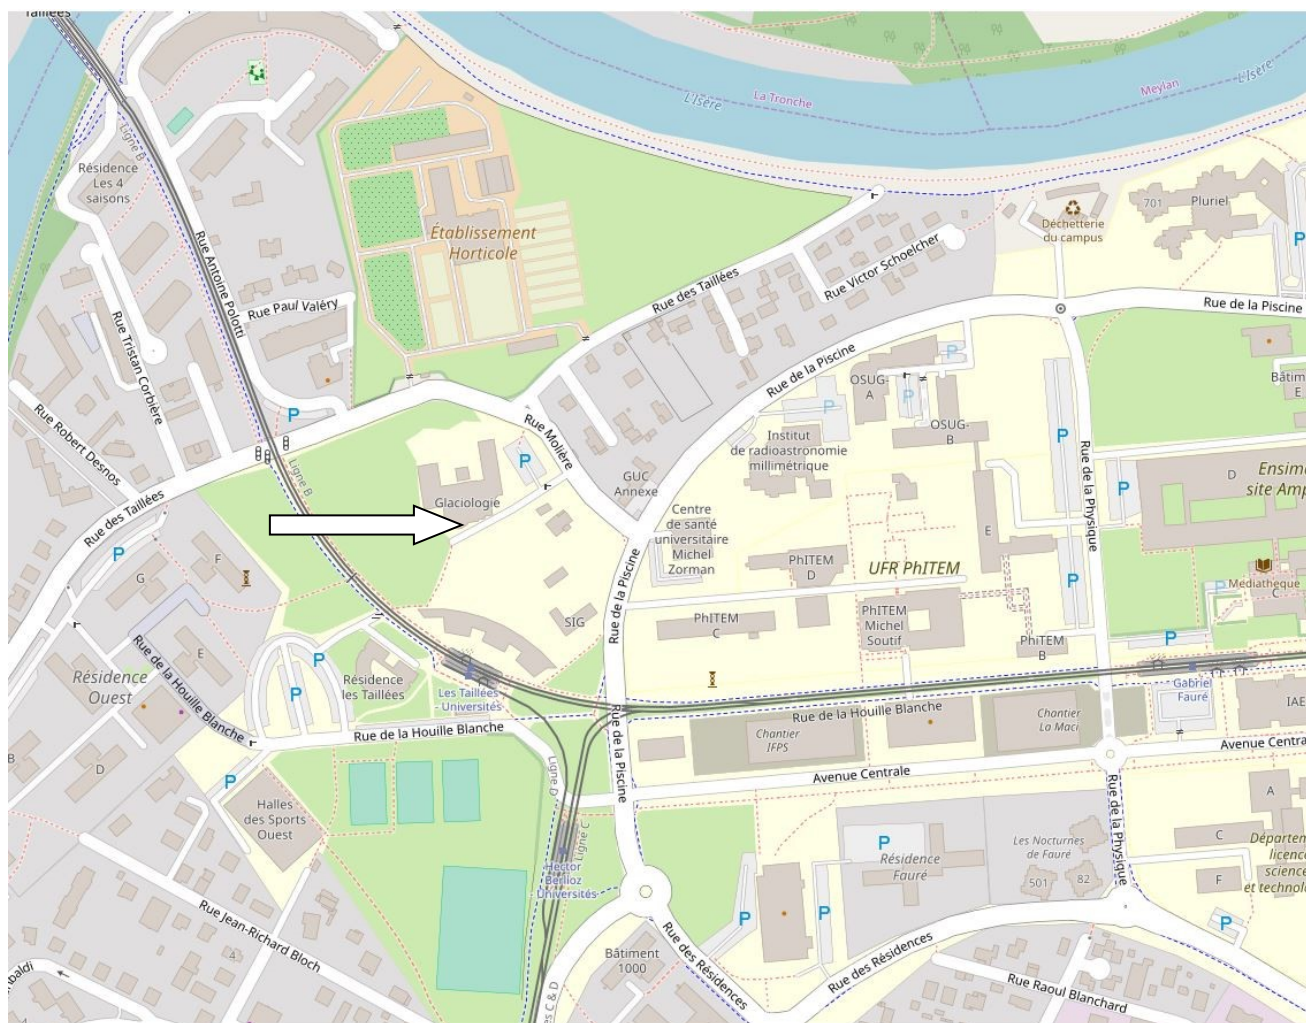 Taillées
L'Isère
La Tronche
Meylan
L'Isère
Ligne B
Résidence
Les 4
saisons
Rue Antoine Polotti
Établissement
Horticole
701
Pluriel
Déchetterie
du campus
P
Rue Victor Schoelcher
Rue des Taillées
Rue Paul Valéry
Rue de la Piscine
Rue de la Piscine
Rue Tristan Corbière
Rue de la Piscine
P
OSUG-
A
P
P
OSUG-
B
Bâtim
E
Rue Robert Desnos
P
Rue Molière
Institut
de radioastronomie
millimétrique
P
Rue de la Physique
Ligne B
P
GUC
Annexe
Glaciologie
P
D
Ensim
site Amp
Rue des Taillées
Centre
de santé
universitaire
Michel
Zorman
E
P
F
G
PhITEM
D
UFR PhITEM
P
Médiathèque
C
P
Rue de la Piscine
SIG
PhITEM
C
PhITEM
Michel
Soutif
PhITEM
B
P
Rue de la Houille Blanche
E
P
P
Résidence
Ouest
Résidence
les Taillées
Les Taillées
- Universités
Gabriel
Fauré
IAE
Rue de la Houille Blanche
Rue de la Piscine
Rue de la Houille Blanche
Chantier
IFPS
Chantier
La Maci
Avenue Centra
B
D
P
Ligne D
Avenue Centrale
Halles
des Sports
Ouest
Ligne C
Rue de la Physique
A
C
Départem
licence
science
et technolo
F
P
Résidence
Fauré
Les Nocturnes
de Fauré
501
82
Hector
Berlioz
- Universités
Rue Jean-Richard Bloch
4
P
P
P
Rue des Résidences
Rue des Résidences
Bâtiment
1000
Rue Raoul Blanchard
baldi
es C & D